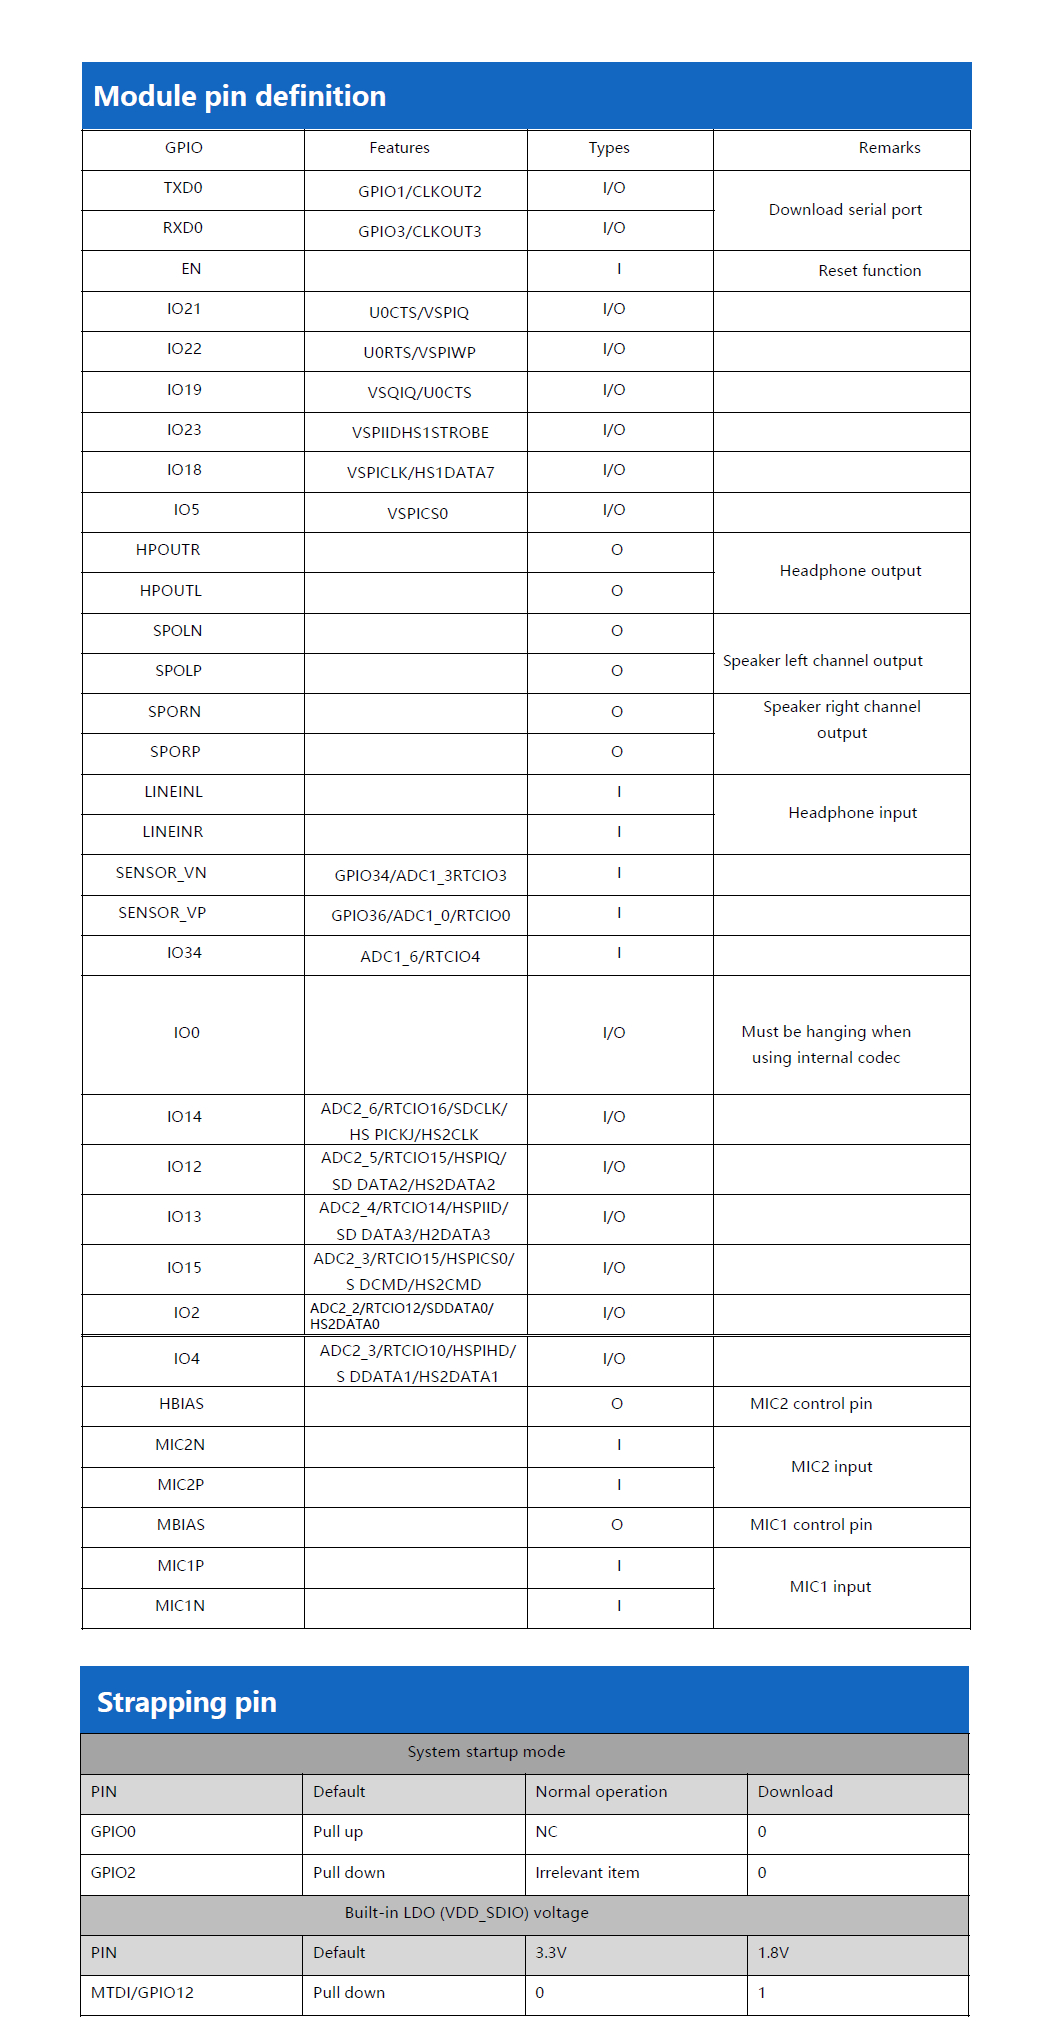 Module pin definition
GPIO Features Types Remarks
TXD0 GPIO1/CLKOUT2 I/O Download serial port
RXD0 GPIO3/CLKOUT3 I/O
EN I Reset function
IO21 U0CTS/VSPIQ I/O
IO22 U0RTS/VSPIWP I/O
IO19 VSQIQ/U0CTS I/O
IO23 VSPIIDHS1STROBE I/O
IO18 VSPICLK/HS1DATA7 I/O
IO5 VSPICS0 I/O
HPOUTR O Headphone output
HPOUTL O
SPOLN O Speaker left channel output
SPOLP O
SPORN O Speaker right channel
output
SPORP O
LINEINL I Headphone input
LINEINR I
SENSOR_VN GPIO34/ADC1_3RTCIO3 I
SENSOR_VP GPIO36/ADC1_0/RTCIO0 I
IO34 ADC1_6/RTCIO4 I
IO0 I/O Must be hanging when
using internal codec
IO14 ADC2_6/RTCIO16/SDCLK/ I/O
HS PICKJ/HS2CLK
IO12 ADC2_5/RTCIO15/HSPIQ/ I/O
SD DATA2/HS2DATA2
IO13 ADC2_4/RTCIO14/HSPIID/ I/O
SD DATA3/H2DATA3
IO15 ADC2_3/RTCIO15/HSPICS0/ I/O
S DCMD/HS2CMD
IO2 ADC2_2/RTCIO12/SDDATA0/ I/O
HS2DATA0
IO4 ADC2_3/RTCIO10/HSPIHD/ I/O
S DDATA1/HS2DATA1
HBIAS O MIC2 control pin
MIC2N I MIC2 input
MIC2P I
MBIAS O MIC1 control pin
MIC1P I MIC1 input
MIC1N I
Strapping pin
System startup mode
PIN Default Normal operation Download
GPIO0 Pull up NC 0
GPIO2 Pull down Irrelevant item 0
Built-in LDO (VDD_SDIO) voltage
PIN Default 3.3V 1.8V
MTDI/GPIO12 Pull down 0 1